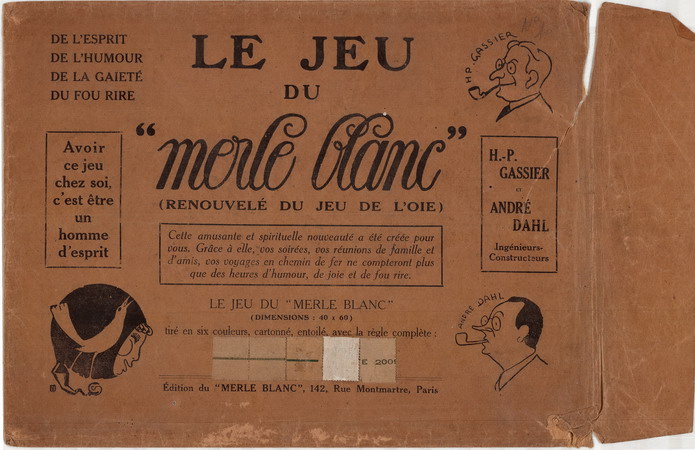 DE L'ESPRIT
DE L'HUMOUR
DE LA GAIETÉ
DU FOU RIRE
LE JEU
DU
“merle blanc”
(RENOUVELÉ DU JEU DE L'OIE)
HP. GASSIER
Avoir
ce jeu
chez soi,
c'est être
un
homme
d'esprit
H.-P.
GASSIER
et
ANDRÉ
DAHL
Ingénieurs-
Constructeurs
Cette amusante et spirituelle nouveauté a été créée pour
vous. Grâce à elle, vos soirées, vos réunions de famille et
d'amis, vos voyages en chemin de fer ne compteront plus
que des heures d'humour, de joie et de fou rire.
LE JEU DU "MERLE BLANC"
(DIMENSIONS : 40 x 60)
tiré en six couleurs, cartonné, entoilé, avec la règle complète :
ANDRÉ DAHL
Édition du "MERLE BLANC", 142, Rue Montmartre, Paris